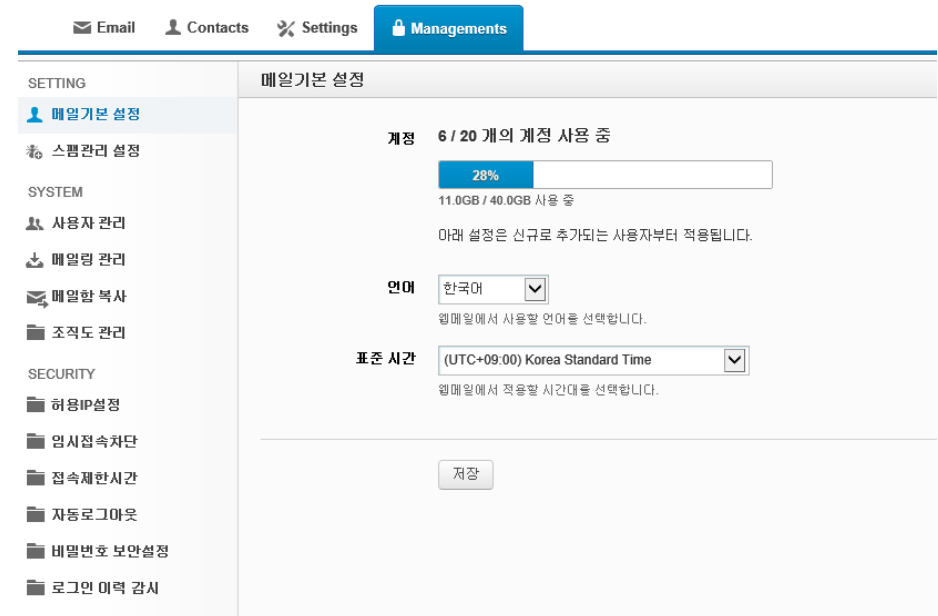 Email Contacts Settings Managements
SETTING
메일기본 설정
스팸관리 설정
SYSTEM
사용자 관리
메일링 관리
메일함 복사
조직도 관리
SECURITY
허용IP설정
임시접속차단
접속제한시간
자동로그아웃
비밀번호 보안설정
로그인 이력 감시
메일기본 설정
계정 6 / 20 개의 계정 사용 중
28%
11.0GB / 40.0GB 사용 중
아래 설정은 신규로 추가되는 사용자부터 적용됩니다.
언어 한국어
웹메일에서 사용할 언어를 선택합니다.
표준 시간 (UTC+09:00) Korea Standard Time
웹메일에서 적용할 시간대를 선택합니다.
저장